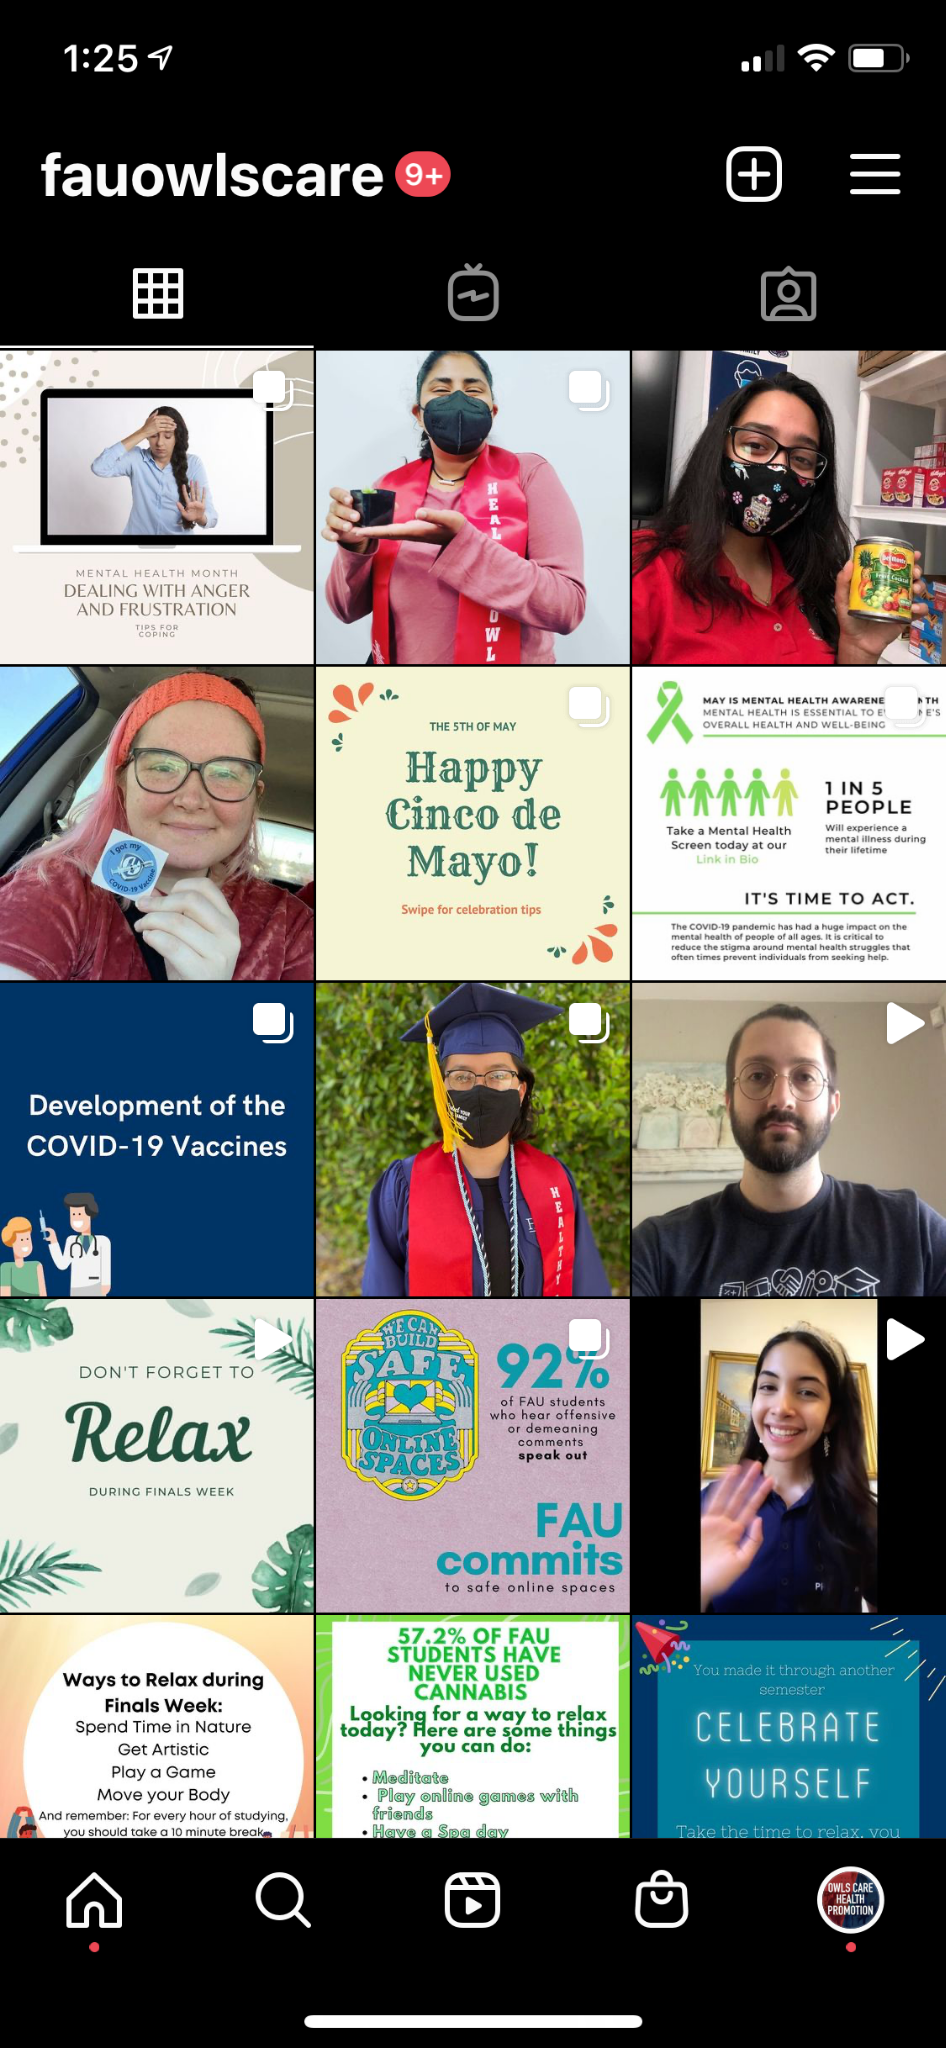 1:25
fauowlscare 9+
MENTAL HEALTH MONTH
DEALING WITH ANGER
AND FRUSTRATION
TIPS FOR
COPING
HEAL
OWL
Del Monte
Fruit Cocktail
I got my
COVID-19 Vaccine
THE 5TH OF MAY
Happy
Cinco de
Mayo!
Swipe for celebration tips
MAY IS MENTAL HEALTH AWARENE TH
MENTAL HEALTH IS ESSENTIAL TO E NE'S
OVERALL HEALTH AND WELL-BEING
1 IN 5
PEOPLE
Will experience a
mental illness during
their lifetime
Take a Mental Health
Screen today at our
Link in Bio
IT'S TIME TO ACT.
The COVID-19 pandemic has had a huge impact on the
mental health of people of all ages. It is critical to
reduce the stigma around mental health struggles that
often times prevent individuals from seeking help.
Development of the
COVID-19 Vaccines
HEALTHY
DON'T FORGET TO
Relax
DURING FINALS WEEK
WE CAN
BUILD
SAFE
ONLINE
SPACES
92%
of FAU students
who hear offensive
or demeaning
comments
speak out
FAU
commits
to safe online spaces
Ways to Relax during
Finals Week:
Spend Time in Nature
Get Artistic
Play a Game
Move your Body
And remember: For every hour of studying,
you should take a 10 minute break
57.2% OF FAU
STUDENTS HAVE
NEVER USED
CANNABIS
Looking for a way to relax
today? Here are some things
you can do:
• Meditate
• Play online games with
friends
• Have a Spa day
You made it through another
semester
CELEBRATE
YOURSELF
Take the time to relax, you
OWLS CARE
HEALTH
PROMOTION